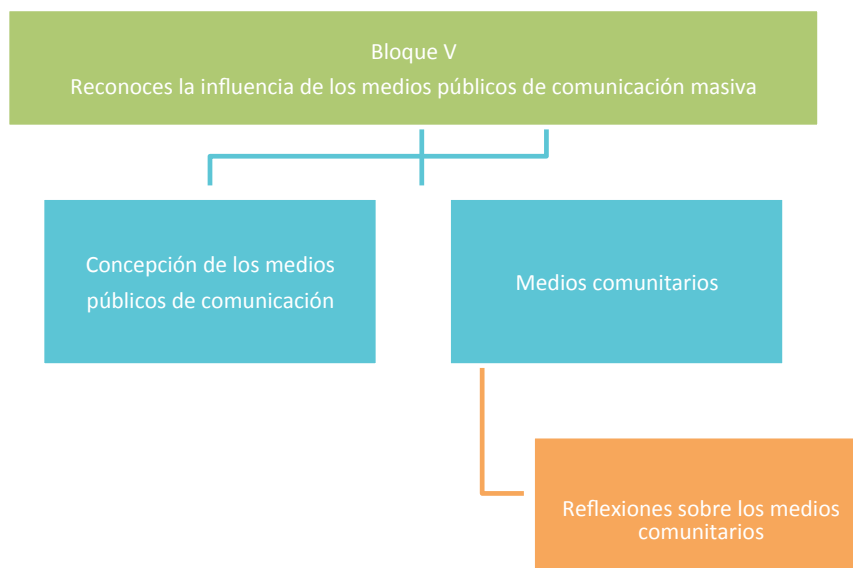 Bloque V
Reconoces la influencia de los medios públicos de comunicación masiva
Concepción de los medios
públicos de comunicación
Medios comunitarios
Reflexiones sobre los medios
comunitarios